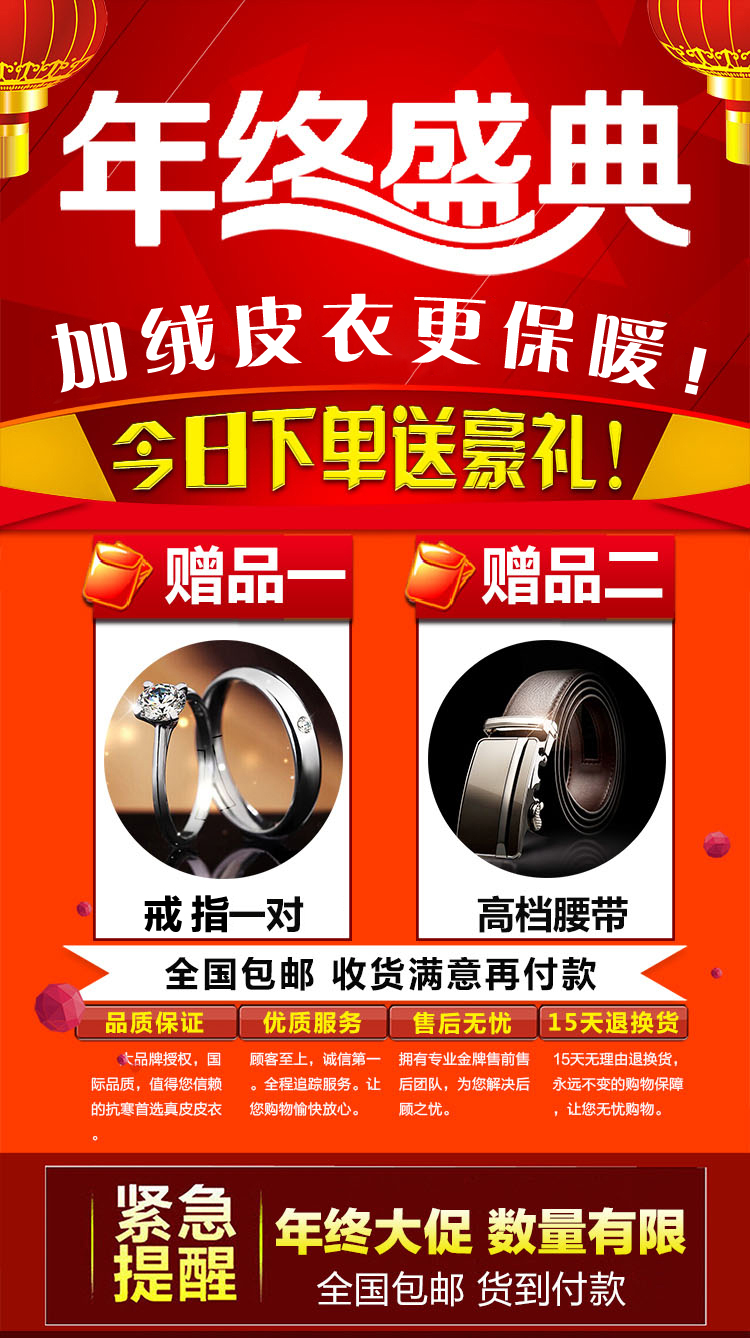 年终盛典
加绒皮衣更保暖!
今日下单送豪礼!
赠品一
赠品二
戒指一对
高档腰带
全国包邮 收货满意再付款
品质保证
大品牌授权，国
际品质，值得您信赖
的抗寒首选真皮皮衣
。
优质服务
顾客至上，诚信第一
。全程追踪服务。让
您购物愉快放心。
售后无忧
拥有专业金牌售前售
后团队，为您解决后
顾之忧。
15天退换货
15天无理由退换货，
永远不变的购物保障
，让您无忧购物。
紧急
提醒
年终大促 数量有限
全国包邮 货到付款